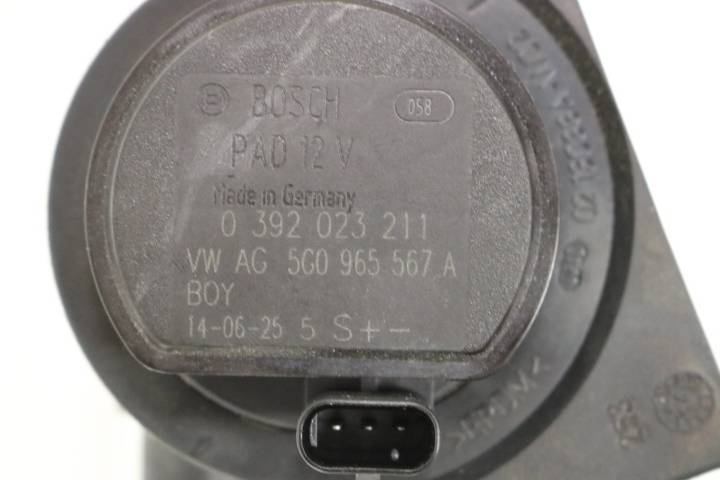 BOSCH 058
PAD 12 V
Made in Germany
0 392 023 211
VW AG 5G0 965 567 A
BOY
14-06-25 5 S+-